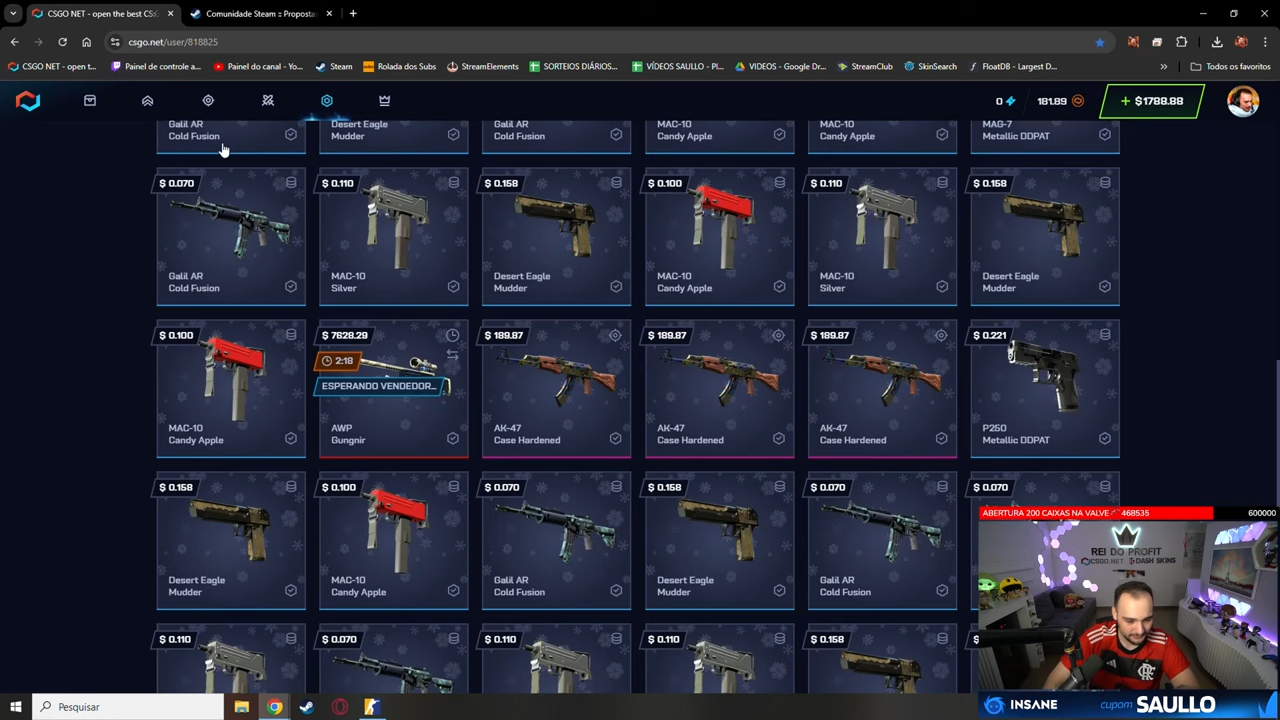 CSGO NET - open the best CS:
Comunidade Steam :: Proposta
csgo.net/user/818825
CSGO NET - open t...
Painel de controle a...
Painel do canal - Yo...
Steam
Rolada dos Subs
StreamElements
SORTEIOS DIÁRIOS...
VÍDEOS SAULLO - Pl...
VIDEOS - Google Dr...
StreamClub
SkinSearch
FloatDB - Largest D...
Todos os favoritos
0
181.89
+ $1788.88
Galil AR
Cold Fusion
Desert Eagle
Mudder
Galil AR
Cold Fusion
MAC-10
Candy Apple
MAC-10
Candy Apple
MAG-7
Metallic DDPAT
$ 0.070
Galil AR
Cold Fusion
$ 0.110
MAC-10
Silver
$ 0.158
Desert Eagle
Mudder
$ 0.100
MAC-10
Candy Apple
$ 0.110
MAC-10
Silver
$ 0.158
Desert Eagle
Mudder
$ 0.100
MAC-10
Candy Apple
$ 7628.29
2:18
ESPERANDO VENDEDOR...
AWP
Gungnir
$ 189.87
AK-47
Case Hardened
$ 189.87
AK-47
Case Hardened
$ 189.87
AK-47
Case Hardened
$ 0.221
P250
Metallic DDPAT
$ 0.158
Desert Eagle
Mudder
$ 0.100
MAC-10
Candy Apple
$ 0.070
Galil AR
Cold Fusion
$ 0.158
Desert Eagle
Mudder
$ 0.070
Galil AR
Cold Fusion
$ 0.070
$ 0.110
$ 0.070
$ 0.110
$ 0.110
$ 0.158
ABERTURA 200 CAIXAS NA VALVE
468535
600000
REI DO PROFIT
CSGO.NET
DASH SKINS
INSANE
cupom SAULLO
Pesquisar